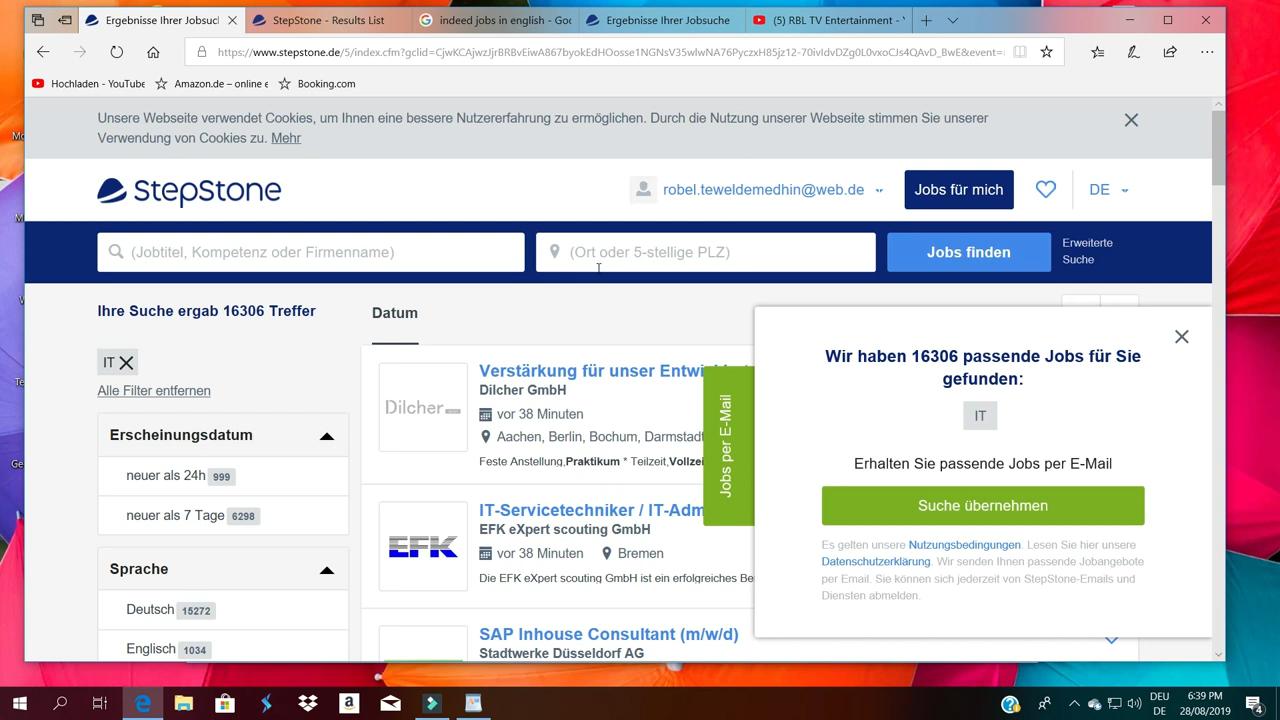 Ergebnisse Ihrer Jobsuc
StepStone - Results List
indeed jobs in english - Goo
Ergebnisse Ihrer Jobsuche
(5) RBL TV Entertainment -
https://www.stepstone.de/5/index.cfm?
Hochladen - YouTube
Amazon.de – online e
Booking.com
Unsere Webseite verwendet Cookies, um Ihnen eine bessere Nutzererfahrung zu ermöglichen. Durch die Nutzung unserer Webseite stimmen Sie unserer
Verwendung von Cookies zu. Mehr
StepStone
robel.teweldemedhin@web.de
Jobs für mich
DE
(Jobtitel, Kompetenz oder Firmenname)
(Ort oder 5-stellige PLZ)
Jobs finden
Erweiterte
Suche
Ihre Suche ergab 16306 Treffer
Datum
IT
Alle Filter entfernen
Erscheinungsdatum
neuer als 24h 999
neuer als 7 Tage 6298
Sprache
Deutsch 15272
Englisch 1034
Dilcher
Verstärkung für unser
Dilcher GmbH
vor 38 Minuten
Aachen, Berlin, Bochum, Darmstadt
Feste Anstellung,Praktikum * Teilzeit,Vollzei
EFK
IT-Servicetechniker / IT-Adm
EFK eXpert scouting GmbH
vor 38 Minuten
Bremen
Die EFK eXpert scouting GmbH ist ein erfolgreiches Be
SAP Inhouse Consultant (m/w/d)
Stadtwerke Düsseldorf AG
Jobs per E-Mail
Wir haben 16306 passende Jobs für Sie
gefunden:
IT
Erhalten Sie passende Jobs per E-Mail
Suche übernehmen
Es gelten unsere Nutzungsbedingungen. Lesen Sie hier unsere
Datenschutzerklärung. Wir senden Ihnen passende Jobangebote
per Email. Sie können sich jederzeit von StepStone-Emails und
Diensten abmelden.
DEU
DE
6:39 PM
28/08/2019
4